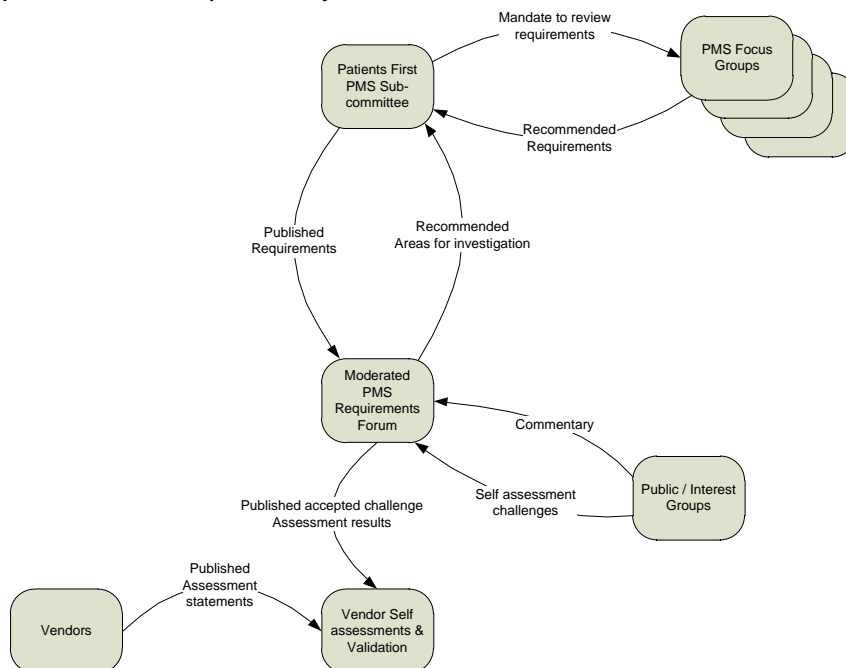 Mandate to review
requirements
Patients First
PMS Sub-
committee
PMS Focus
Groups
Recommended
Requirements
Published
Requirements
Recommended
Areas for investigation
Moderated
PMS
Requirements
Forum
Commentary
Self assessment
challenges
Public / Interest
Groups
Published accepted challenge
Assessment results
Published
Assessment
statements
Vendors
Vendor Self
assessments &
Validation